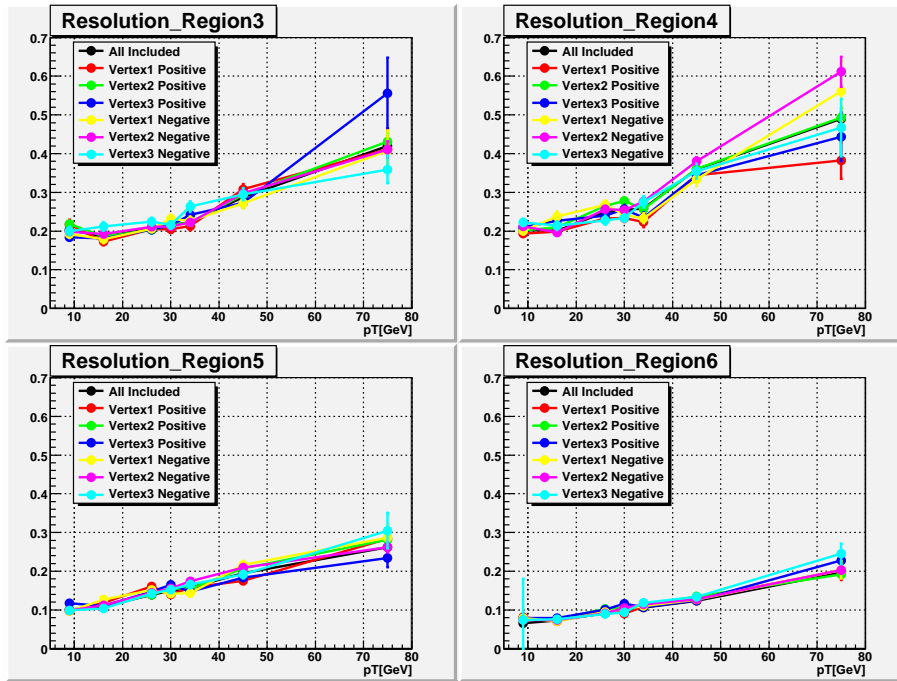 Resolution_Region3
0.7
0.6
0.5
0.4
0.3
0.2
0.1
0
All Included
Vertex1 Positive
Vertex2 Positive
Vertex3 Positive
Vertex1 Negative
Vertex2 Negative
Vertex3 Negative
10 20 30 40 50 60 70 80
pT[GeV]
Resolution_Region4
0.7
0.6
0.5
0.4
0.3
0.2
0.1
0
All Included
Vertex1 Positive
Vertex2 Positive
Vertex3 Positive
Vertex1 Negative
Vertex2 Negative
Vertex3 Negative
10 20 30 40 50 60 70 80
pT[GeV]
Resolution_Region5
0.7
0.6
0.5
0.4
0.3
0.2
0.1
0
All Included
Vertex1 Positive
Vertex2 Positive
Vertex3 Positive
Vertex1 Negative
Vertex2 Negative
Vertex3 Negative
10 20 30 40 50 60 70 80
pT[GeV]
Resolution_Region6
0.7
0.6
0.5
0.4
0.3
0.2
0.1
0
All Included
Vertex1 Positive
Vertex2 Positive
Vertex3 Positive
Vertex1 Negative
Vertex2 Negative
Vertex3 Negative
10 20 30 40 50 60 70 80
pT[GeV]